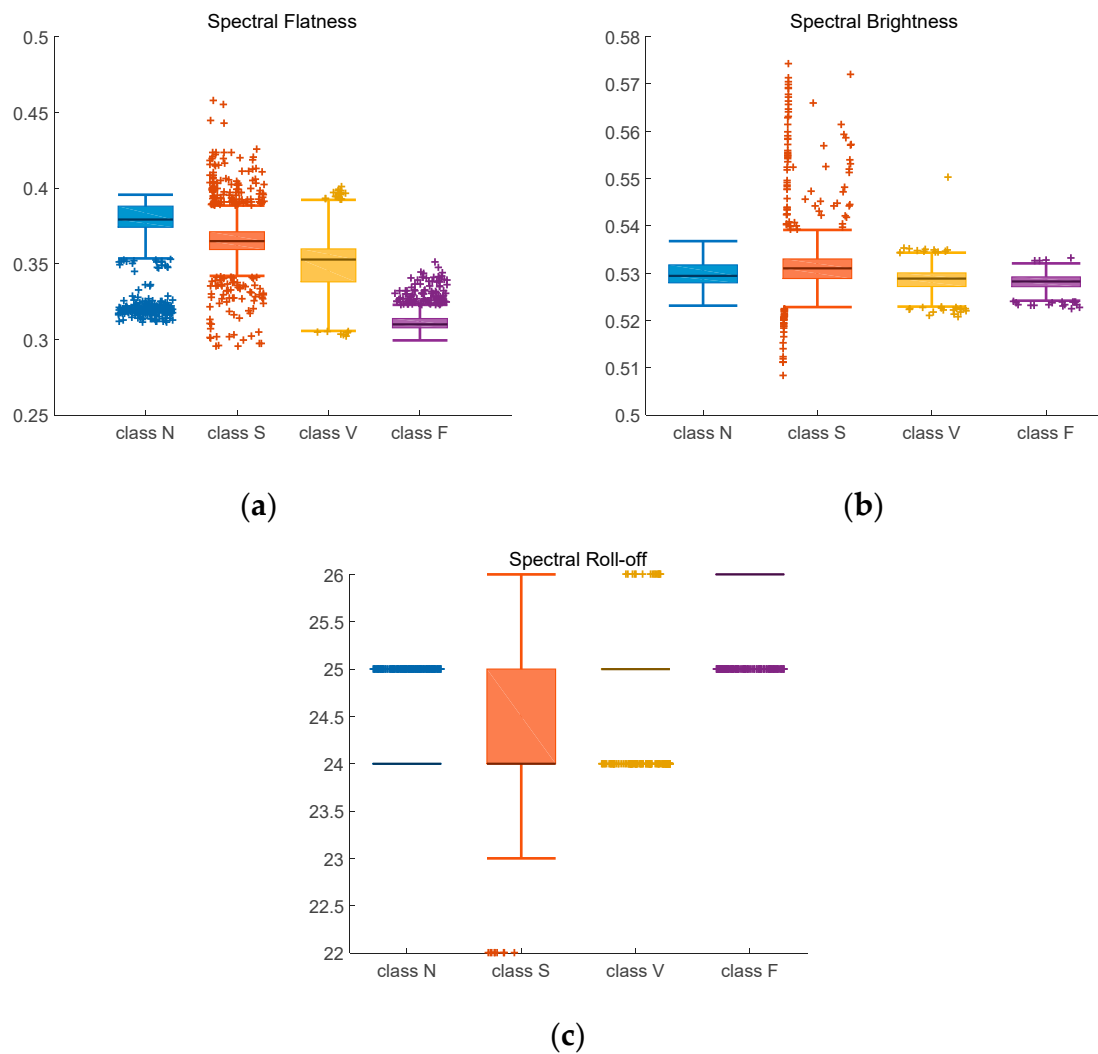 Spectral Flatness
0.5
0.45
0.4
0.35
0.3
0.25
class N class S class V class F
(a)
Spectral Brightness
0.58
0.57
0.56
0.55
0.54
0.53
0.52
0.51
0.5
class N class S class V class F
(b)
Spectral Roll-off
26
25.5
25
24.5
24
23.5
23
22.5
22
class N class S class V class F
(c)